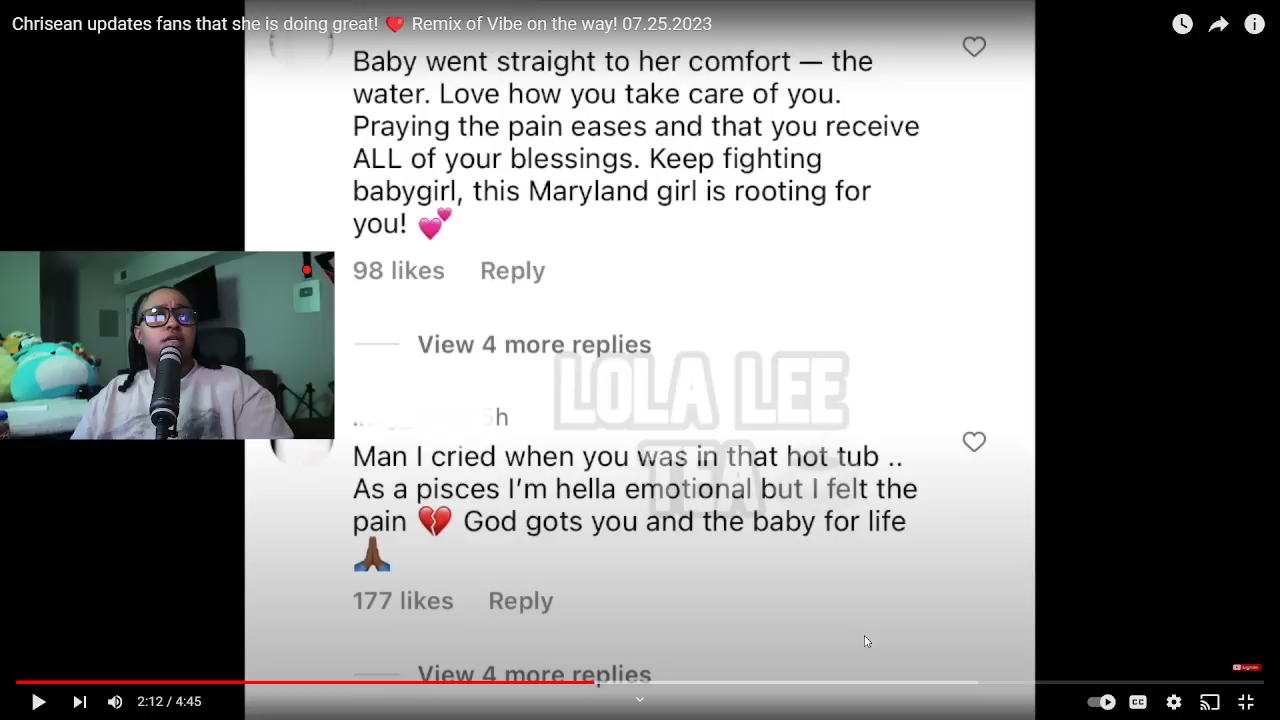 Chrisean updates fans that she is doing great! ❤️ Remix of Vibe on the way! 07.25.2023
Baby went straight to her comfort — the
water. Love how you take care of you.
Praying the pain eases and that you receive
ALL of your blessings. Keep fighting
babygirl, this Maryland girl is rooting for
you! 💕
98 likes Reply
View 4 more replies
LOLA LEE
TEA
5h
Man I cried when you was in that hot tub ..
As a pisces I'm hella emotional but I felt the
pain 💔 God gots you and the baby for life
🙏🏾
177 likes Reply
View 4 more replies
2:12 / 4:45
CC